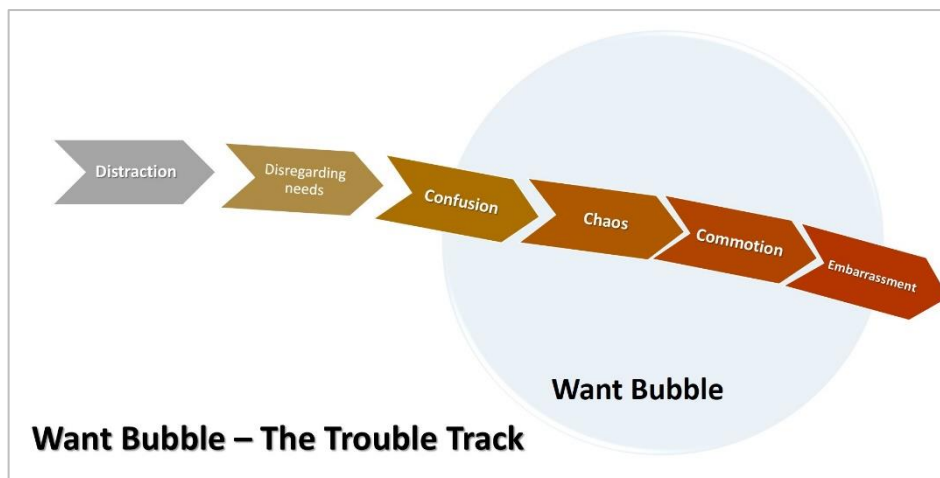 Distraction
Disregarding
needs
Confusion
Chaos
Commotion
Embarrassment
Want Bubble
Want Bubble – The Trouble Track